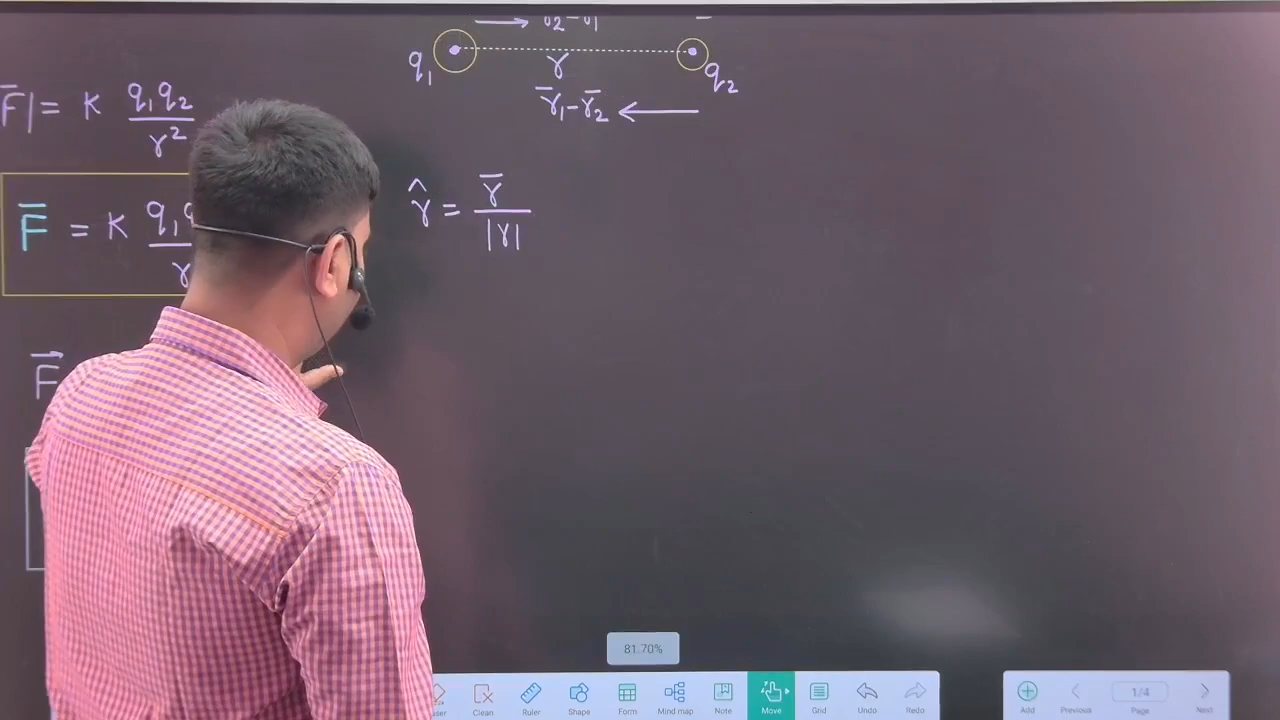 q₁ q₂
r
r̄₁-r̄₂
F̄| = K q₁q₂ / r²
r̂ = r̄ / |r|
F̄ = K q₁
F⃗
81.70%
Clean Ruler Shape Form Mind map Note Move Grid Undo Redo
Add Previous 1/4 Page Next